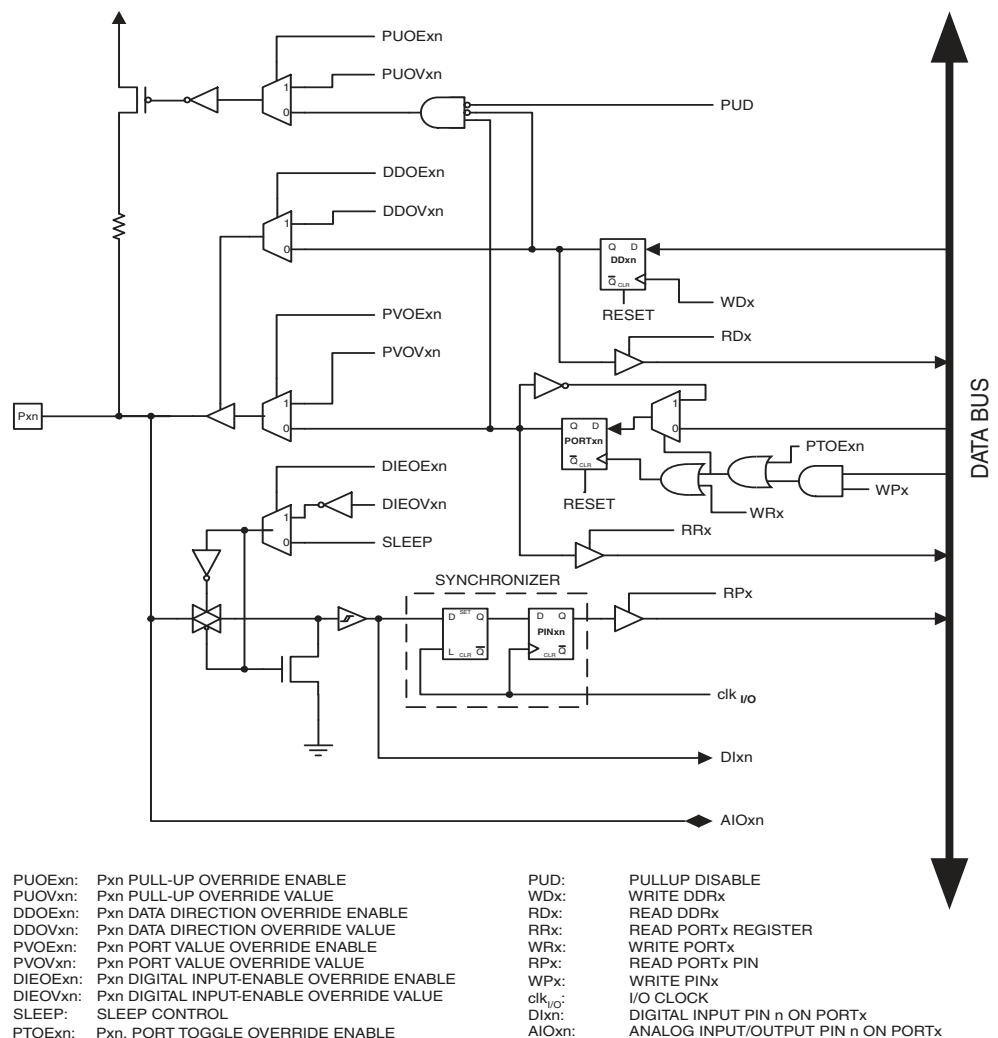 PUOExn
PUOVxn
1
0
PUD
DDOExn
DDOVxn
1
0
Q D
DDxn
Q CLR
WDx
RESET
PVOExn
RDx
PVOVxn
Pxn
1
0
Q D
PORTxn
Q CLR
1
0
PTOExn
DATA BUS
DIEOExn
WPx
RESET
WRx
DIEOVxn
1
0
SLEEP
RRx
SYNCHRONIZER
RPx
D SET Q
L CLR Q
D Q
PINxn
CLR Q
clk I/O
DIxn
AIOxn
PUOExn: Pxn PULL-UP OVERRIDE ENABLE
PUOVxn: Pxn PULL-UP OVERRIDE VALUE
DDOExn: Pxn DATA DIRECTION OVERRIDE ENABLE
DDOVxn: Pxn DATA DIRECTION OVERRIDE VALUE
PVOExn: Pxn PORT VALUE OVERRIDE ENABLE
PVOVxn: Pxn PORT VALUE OVERRIDE VALUE
DIEOExn: Pxn DIGITAL INPUT-ENABLE OVERRIDE ENABLE
DIEOVxn: Pxn DIGITAL INPUT-ENABLE OVERRIDE VALUE
SLEEP: SLEEP CONTROL
PTOExn: Pxn, PORT TOGGLE OVERRIDE ENABLE
PUD: PULLUP DISABLE
WDx: WRITE DDRx
RDx: READ DDRx
RRx: READ PORTx REGISTER
WRx: WRITE PORTx
RPx: READ PORTx PIN
WPx: WRITE PINx
clkI/O: I/O CLOCK
DIxn: DIGITAL INPUT PIN n ON PORTx
AIOxn: ANALOG INPUT/OUTPUT PIN n ON PORTx